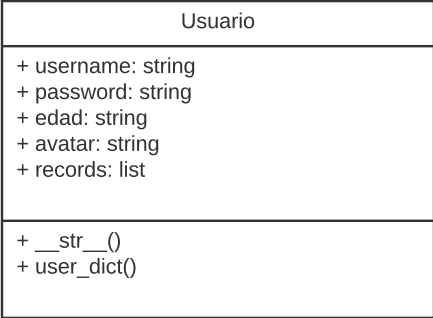 Usuario
+ username: string
+ password: string
+ edad: string
+ avatar: string
+ records: list
+ __str__()
+ user_dict()